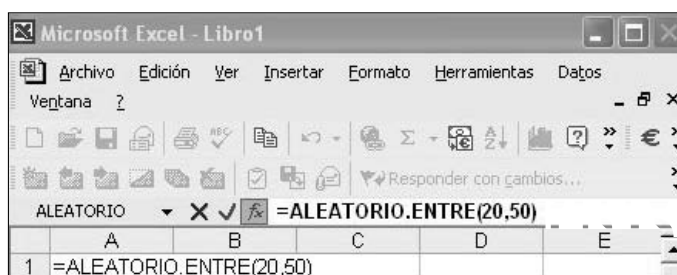 Microsoft Excel - Libro1
Archivo Edición Ver Insertar Formato Herramientas Datos
Ventana ?
Responder con cambios...
ALEATORIO =ALEATORIO.ENTRE(20,50)
A B C D E
1 =ALEATORIO.ENTRE(20,50)